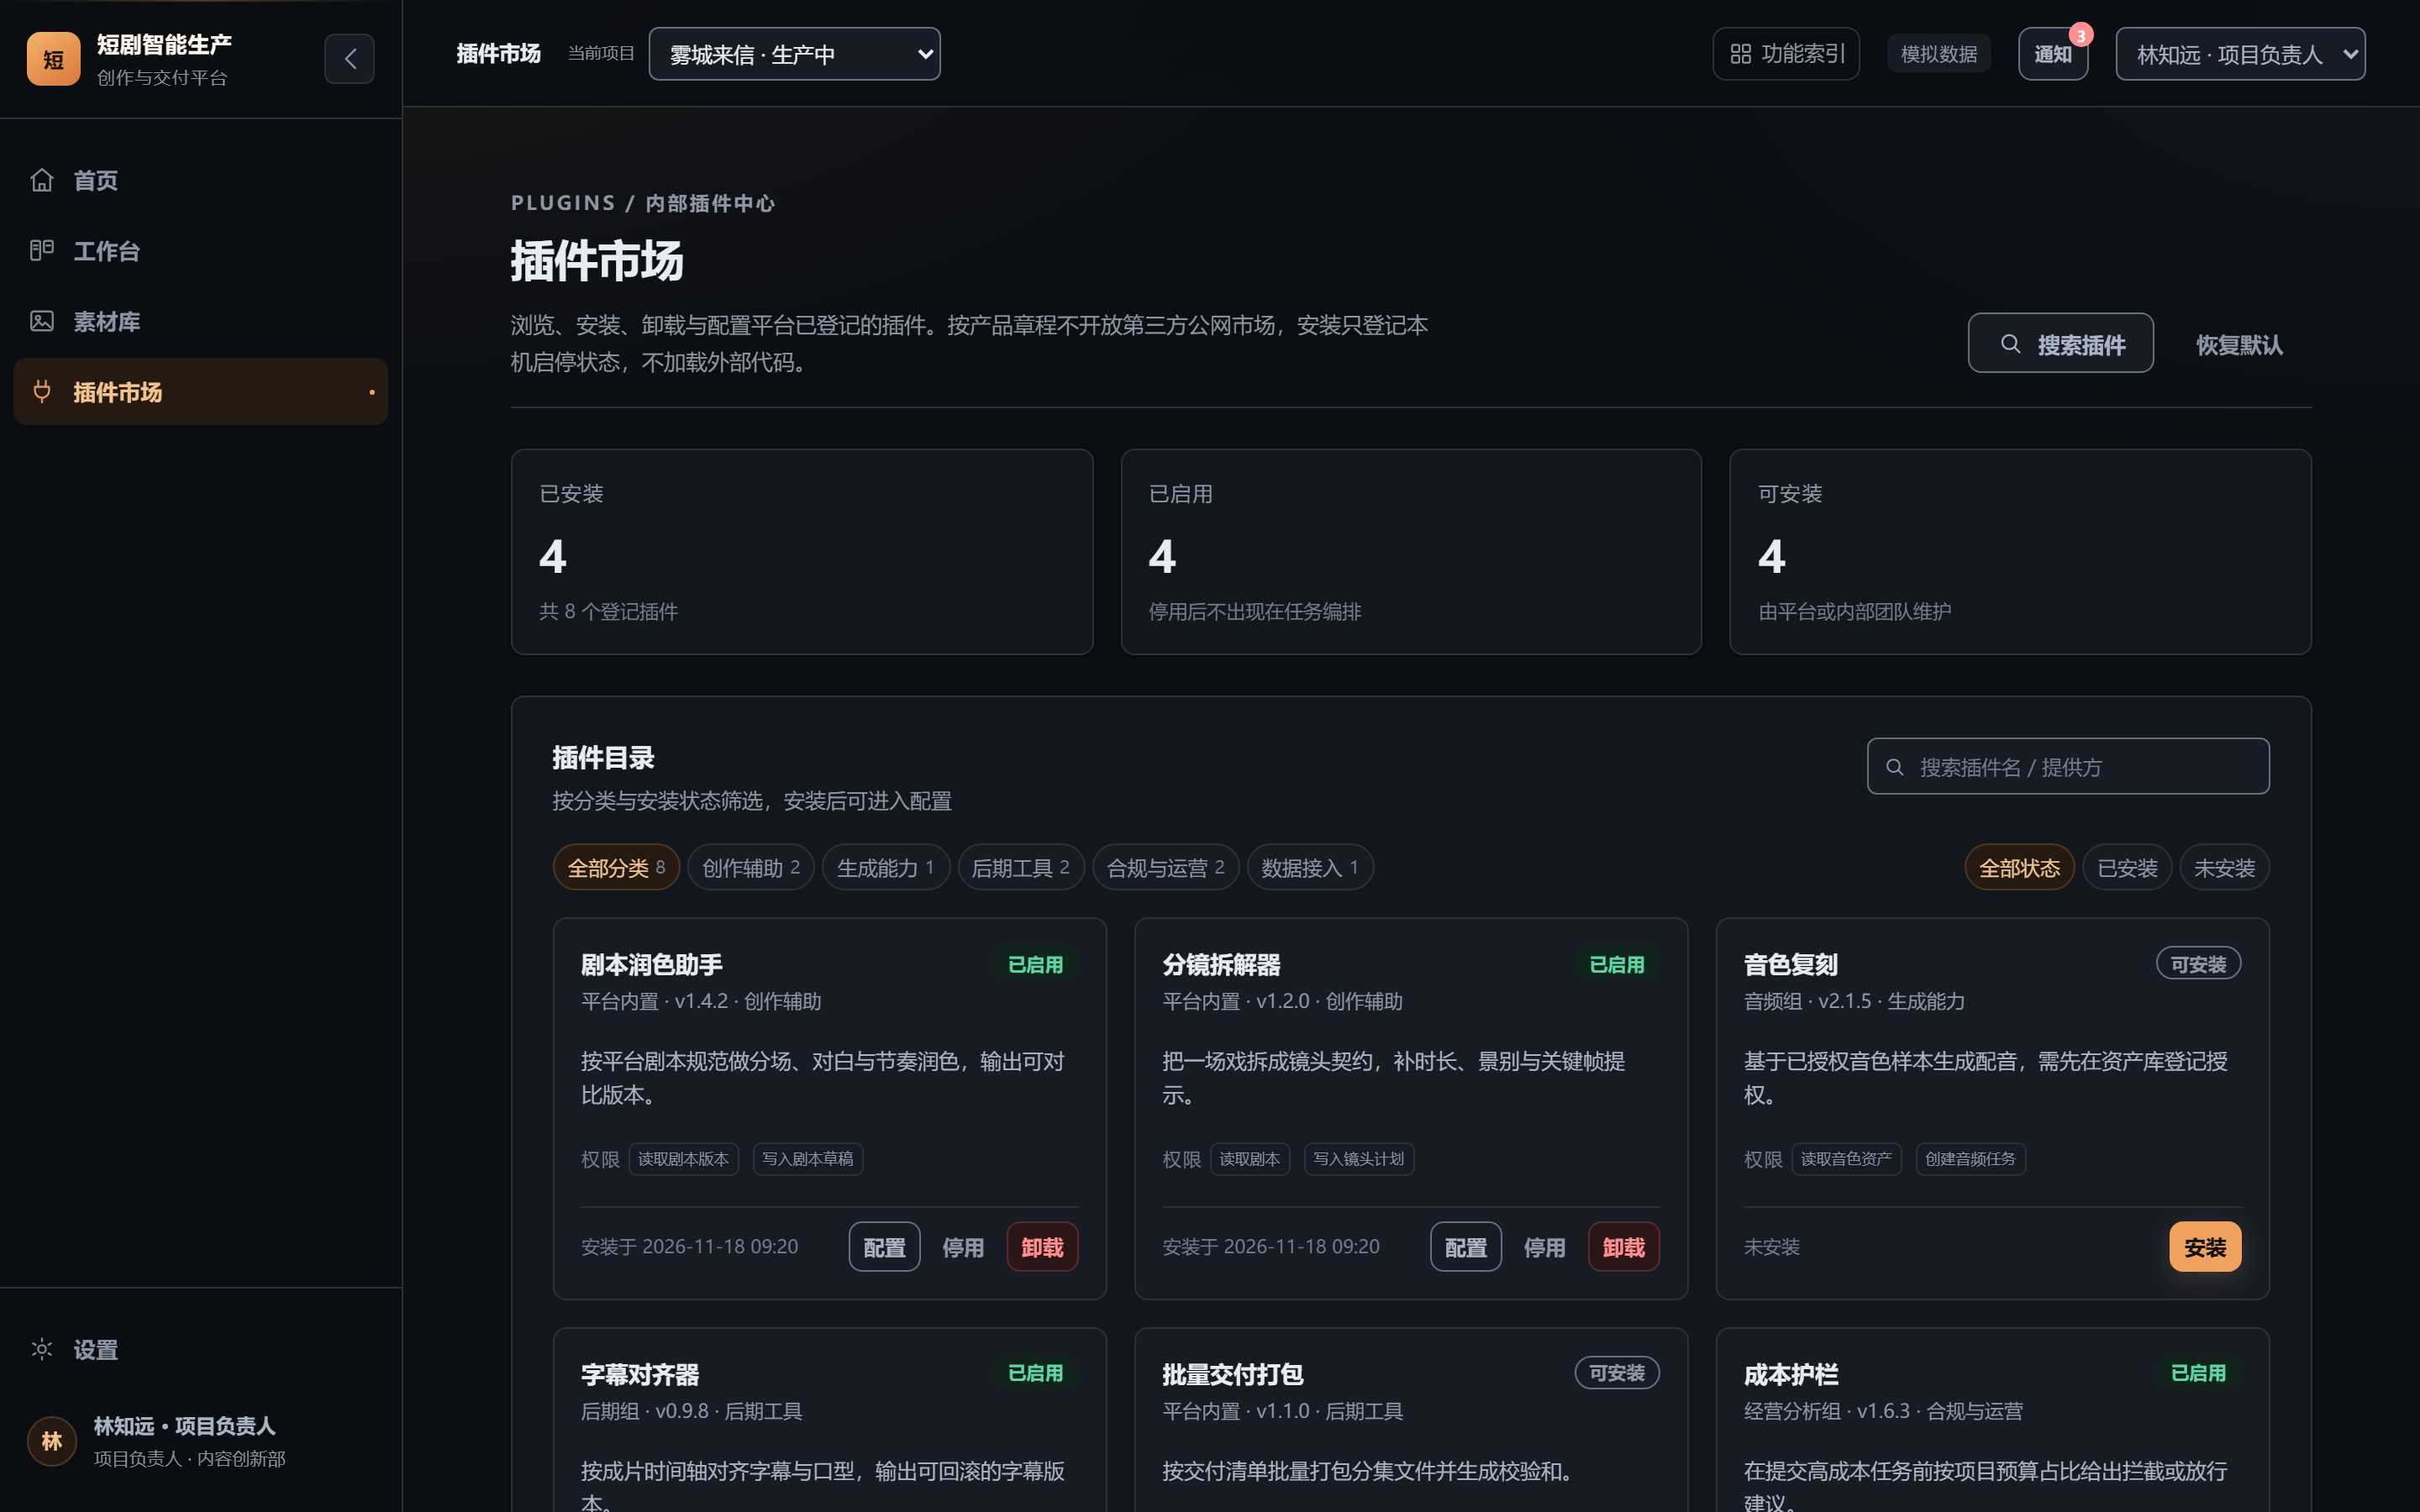 短
短剧智能生产
创作与交付平台
首页
工作台
素材库
插件市场
设置
林
林知远 • 项目负责人
项目负责人 · 内容创新部
插件市场
当前项目
雾城来信 · 生产中
功能索引
模拟数据
通知
3
林知远 · 项目负责人
PLUGINS / 内部插件中心
插件市场
浏览、安装、卸载与配置平台已登记的插件。按产品章程不开放第三方公网市场，安装只登记本
机启停状态，不加载外部代码。
搜索插件
恢复默认
已安装
4
共 8 个登记插件
已启用
4
停用后不出现在任务编排
可安装
4
由平台或内部团队维护
插件目录
按分类与安装状态筛选，安装后可进入配置
搜索插件名 / 提供方
全部分类 8
创作辅助 2
生成能力 1
后期工具 2
合规与运营 2
数据接入 1
全部状态
已安装
未安装
剧本润色助手
已启用
平台内置 · v1.4.2 · 创作辅助
按平台剧本规范做分场、对白与节奏润色，输出可对
比版本。
权限 读取剧本版本 写入剧本草稿
安装于 2026-11-18 09:20
配置
停用
卸载
分镜拆解器
已启用
平台内置 · v1.2.0 · 创作辅助
把一场戏拆成镜头契约，补时长、景别与关键帧提
示。
权限 读取剧本 写入镜头计划
安装于 2026-11-18 09:20
配置
停用
卸载
音色复刻
可安装
音频组 · v2.1.5 · 生成能力
基于已授权音色样本生成配音，需先在资产库登记授
权。
权限 读取音色资产 创建音频任务
未安装
安装
字幕对齐器
已启用
后期组 · v0.9.8 · 后期工具
按成片时间轴对齐字幕与口型，输出可回滚的字幕版
本。
批量交付打包
可安装
平台内置 · v1.1.0 · 后期工具
按交付清单批量打包分集文件并生成校验和。
成本护栏
已启用
经营分析组 · v1.6.3 · 合规与运营
在提交高成本任务前按项目预算占比给出拦截或放行
建议。